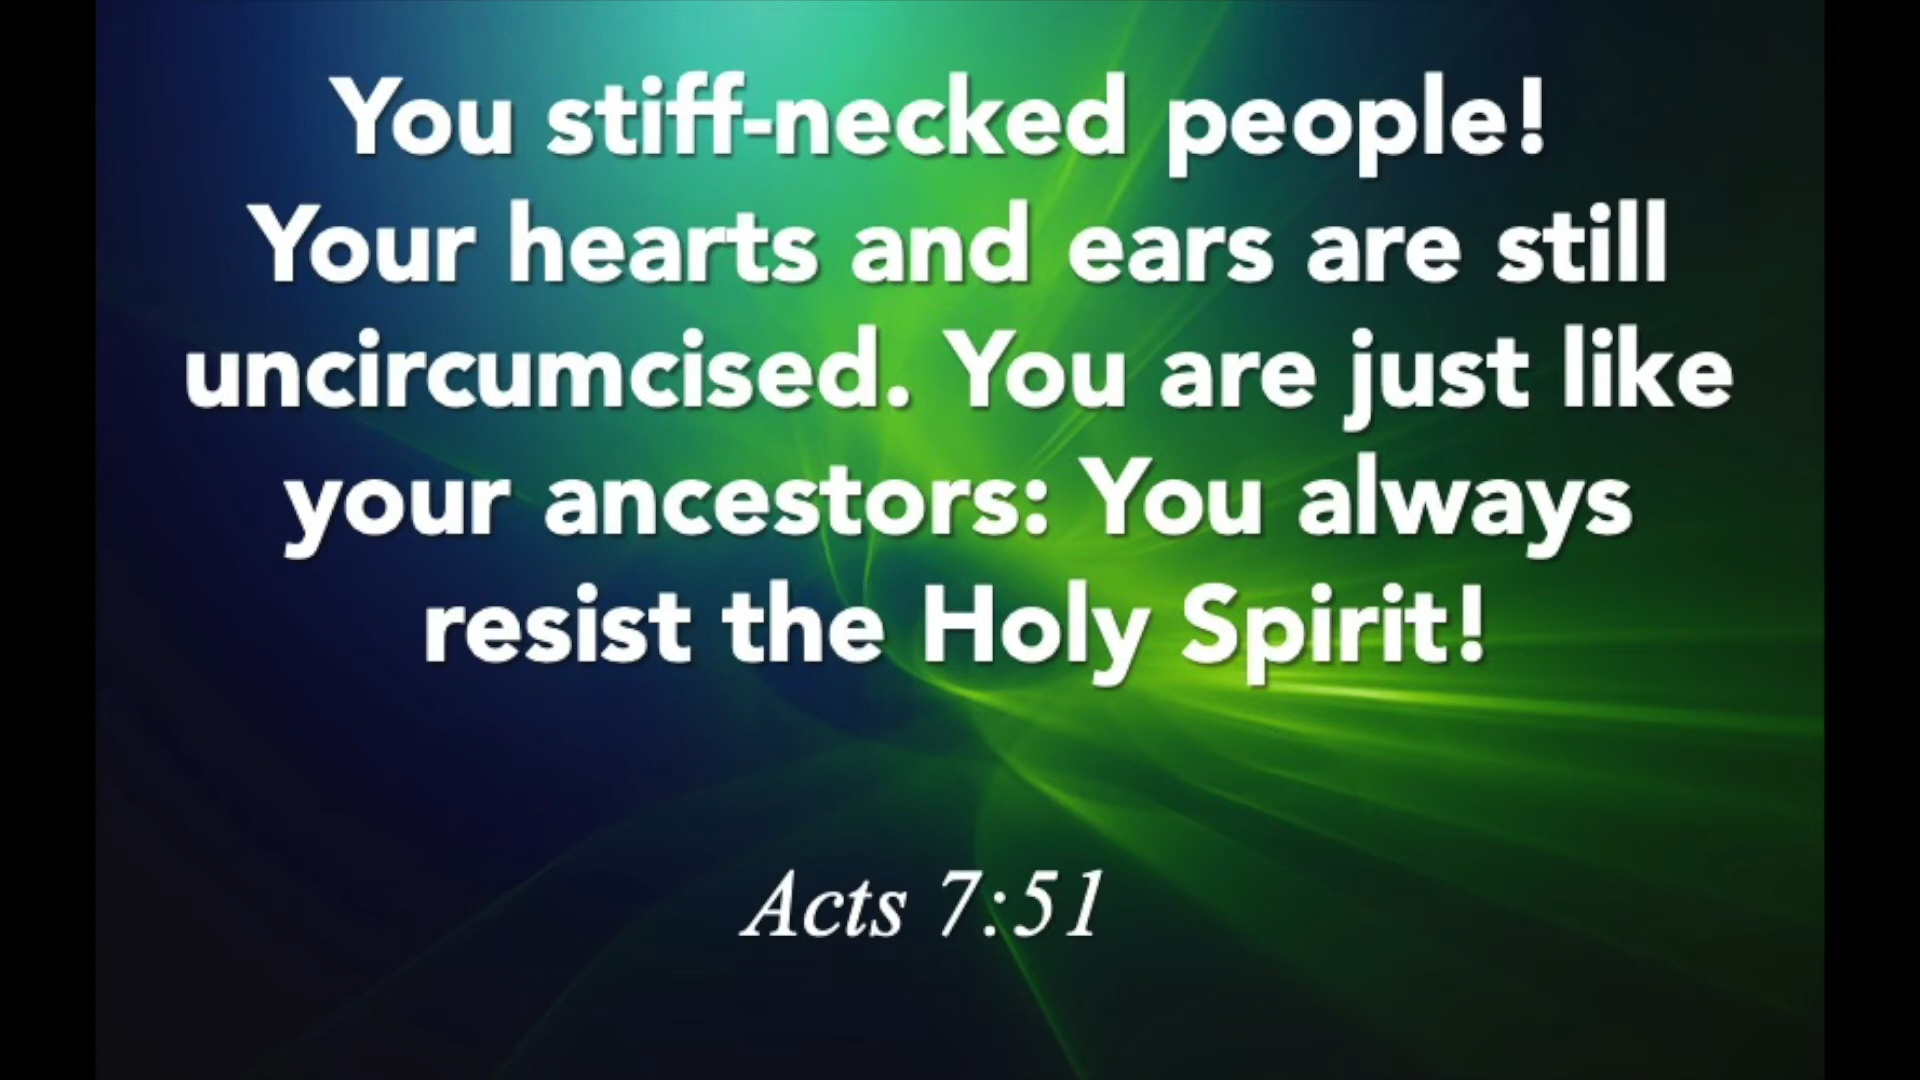 You stiff-necked people!
Your hearts and ears are still
uncircumcised. You are just like
your ancestors: You always
resist the Holy Spirit!
Acts 7:51